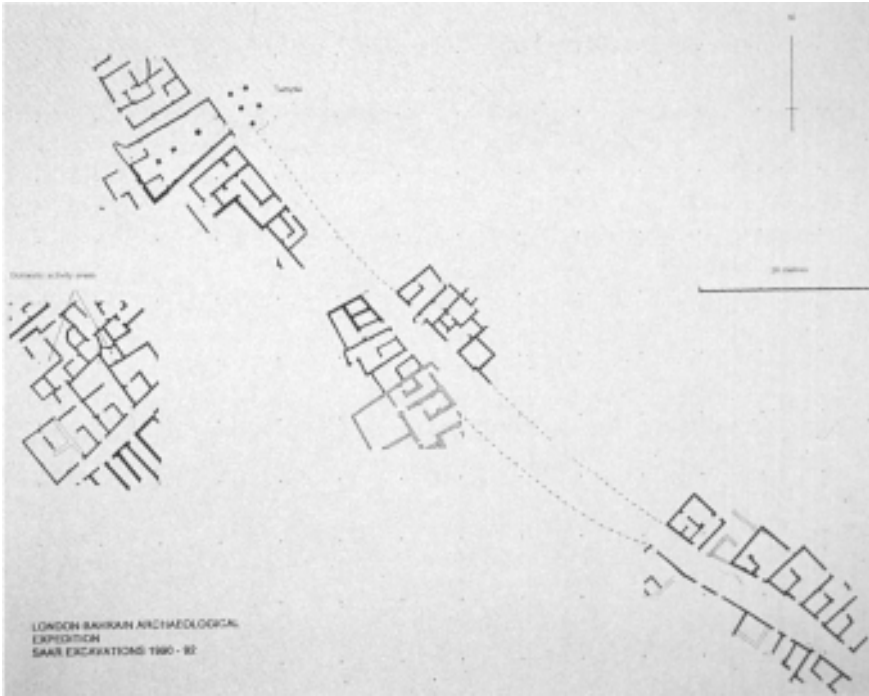 N
Temple
Domestic activity areas
LONDON-BAHRAIN ARCHAEOLOGICAL
EXPEDITION
SAAR EXCAVATIONS 1990 - 92